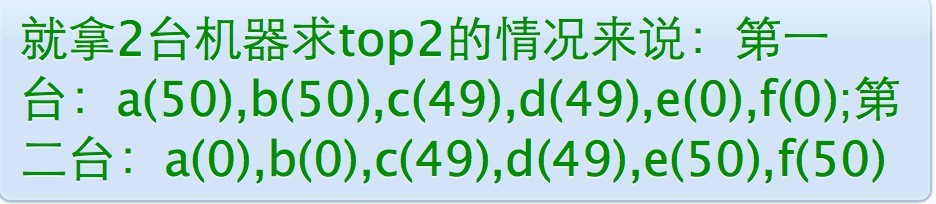 就拿2台机器求top2的情况来说：第一
台：a(50),b(50),c(49),d(49),e(0),f(0);第
二台：a(0),b(0),c(49),d(49),e(50),f(50)